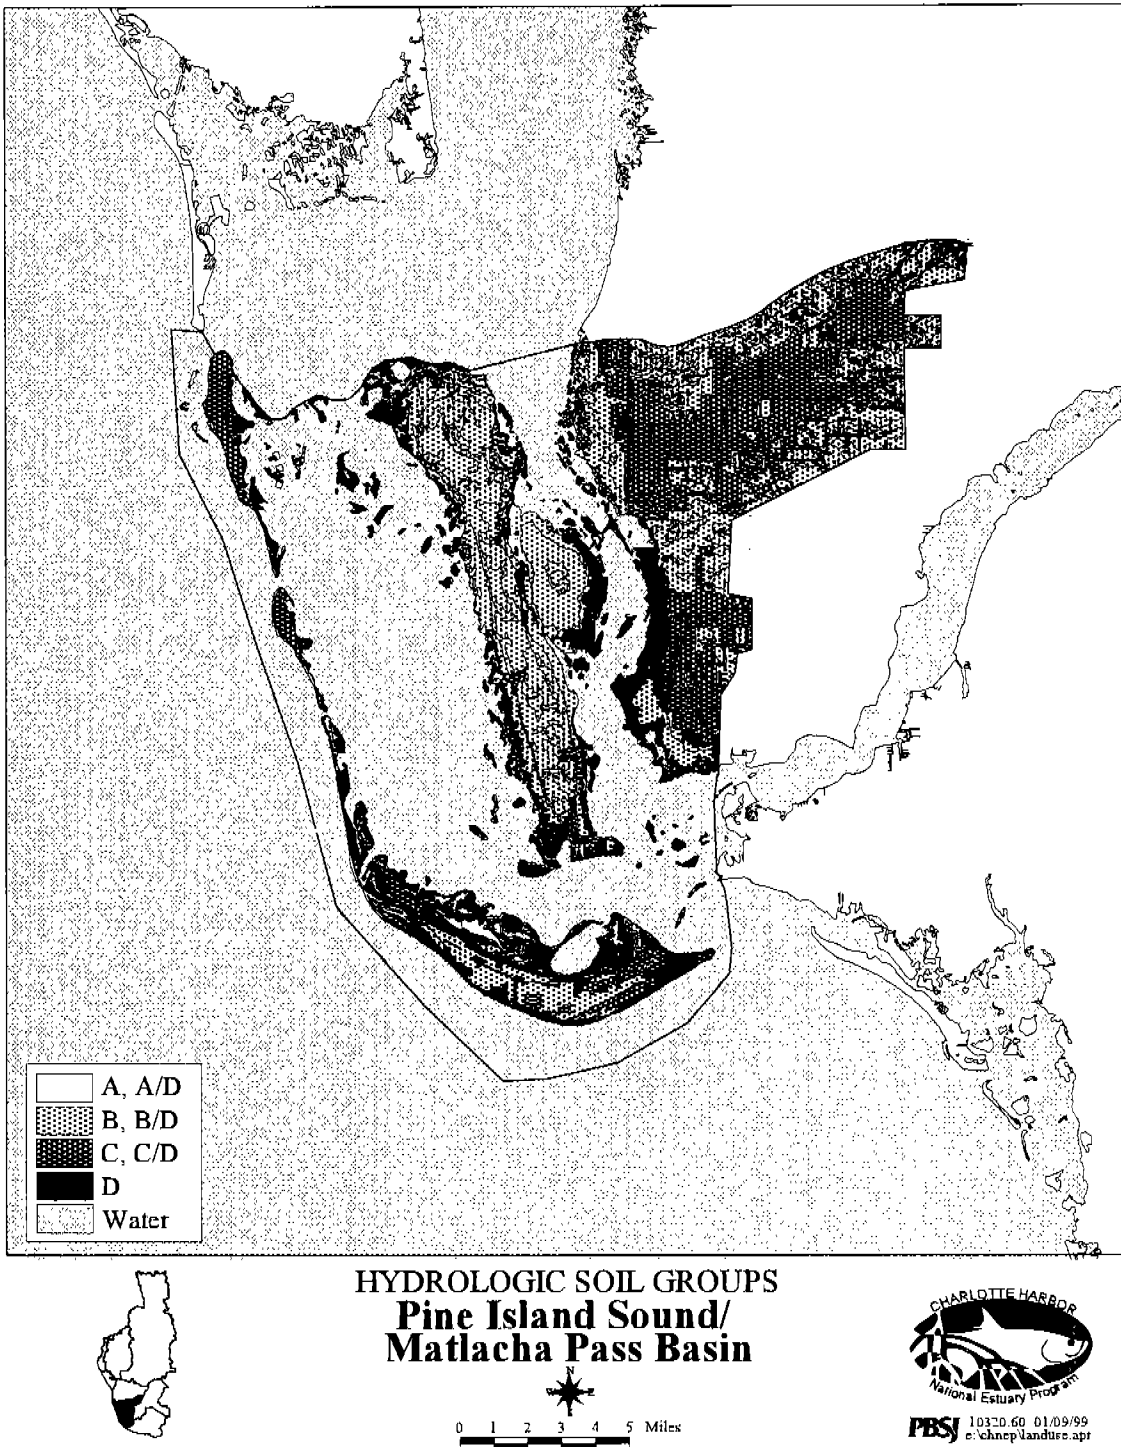 A, A/D
B, B/D
C, C/D
D
Water
HYDROLOGIC SOIL GROUPS
Pine Island Sound/
Matlacha Pass Basin
N
W E
S
0 1 2 3 4 5 Miles
CHARLOTTE HARBOR
National Estuary Program
PBSJ 10320.60 01/09/99
e:\chnep\landuse.apr